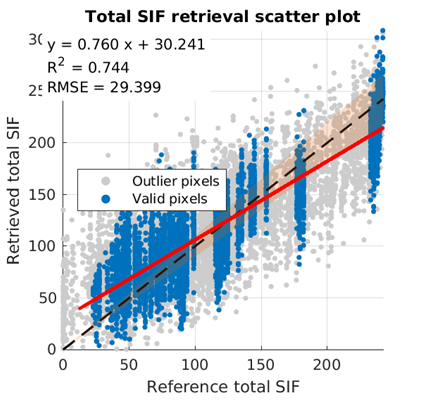 Total SIF retrieval scatter plot
y = 0.760 x + 30.241
R² = 0.744
RMSE = 29.399
200
150
100
50
0
Outlier pixels
Valid pixels
0 50 100 150 200
Retrieved total SIF
Reference total SIF